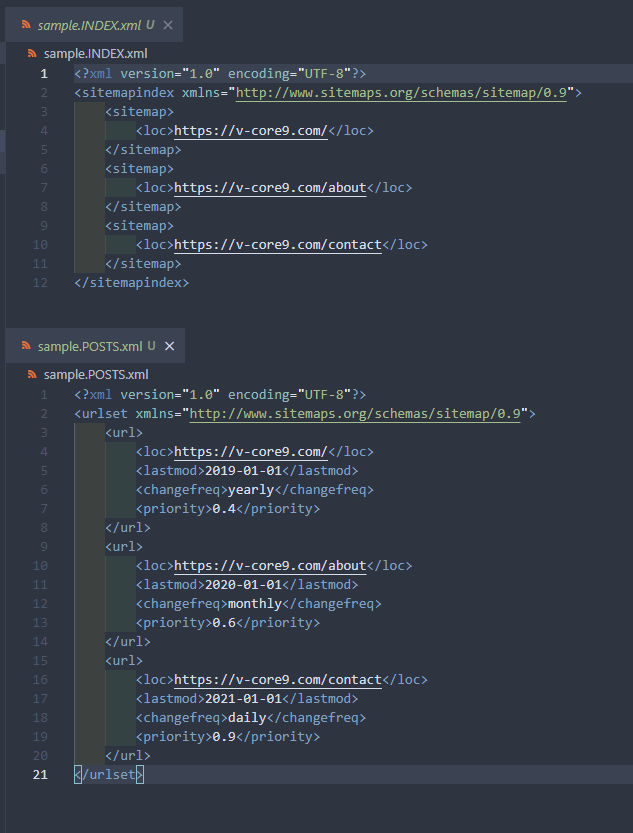 sample.INDEX.xml U ×
sample.INDEX.xml
1 <?xml version="1.0" encoding="UTF-8"?>
2 <sitemapindex xmlns="http://www.sitemaps.org/schemas/sitemap/0.9">
3 <sitemap>
4 <loc>https://v-core9.com/</loc>
5 </sitemap>
6 <sitemap>
7 <loc>https://v-core9.com/about</loc>
8 </sitemap>
9 <sitemap>
10 <loc>https://v-core9.com/contact</loc>
11 </sitemap>
12 </sitemapindex>
sample.POSTS.xml U ×
sample.POSTS.xml
1 <?xml version="1.0" encoding="UTF-8"?>
2 <urlset xmlns="http://www.sitemaps.org/schemas/sitemap/0.9">
3 <url>
4 <loc>https://v-core9.com/</loc>
5 <lastmod>2019-01-01</lastmod>
6 <changefreq>yearly</changefreq>
7 <priority>0.4</priority>
8 </url>
9 <url>
10 <loc>https://v-core9.com/about</loc>
11 <lastmod>2020-01-01</lastmod>
12 <changefreq>monthly</changefreq>
13 <priority>0.6</priority>
14 </url>
15 <url>
16 <loc>https://v-core9.com/contact</loc>
17 <lastmod>2021-01-01</lastmod>
18 <changefreq>daily</changefreq>
19 <priority>0.9</priority>
20 </url>
21 </urlset>